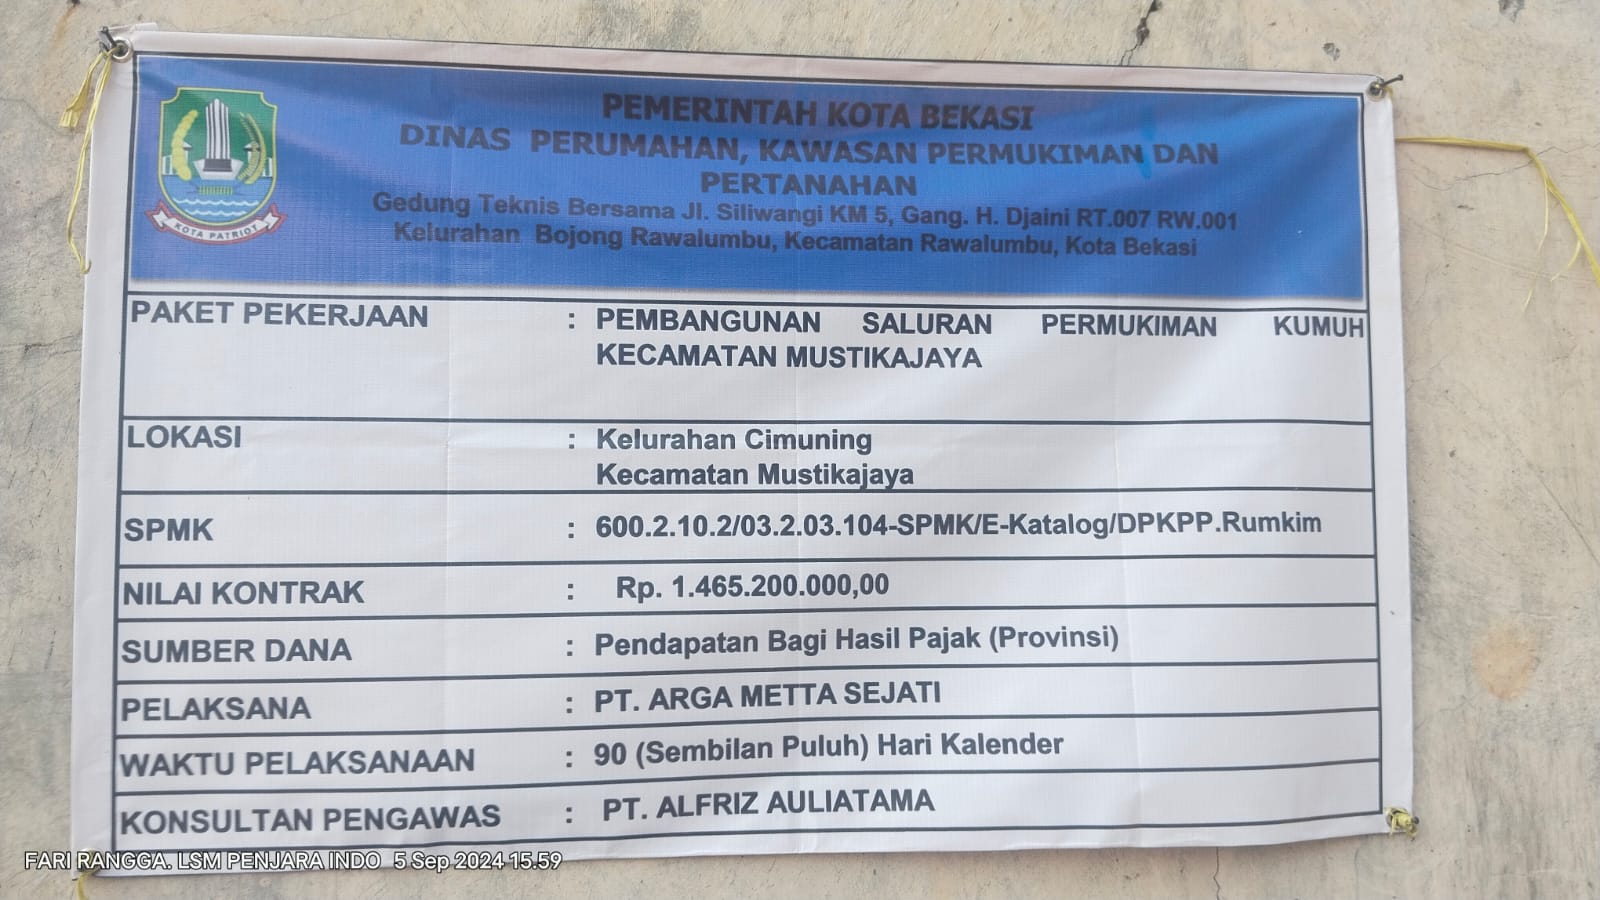 PEMERINTAH KOTA BEKASI
DINAS PERUMAHAN, KAWASAN PERMUKIMAN DAN
PERTANAHAN
Gedung Teknis Bersama Jl. Siliwangi KM 5, Gang. H. Djaini RT.007 RW.001
Kelurahan Bojong Rawalumbu, Kecamatan Rawalumbu, Kota Bekasi
KOTA PATRIOT
PAKET PEKERJAAN : PEMBANGUNAN SALURAN PERMUKIMAN KUMUH
KECAMATAN MUSTIKAJAYA
LOKASI : Kelurahan Cimuning
Kecamatan Mustikajaya
SPMK : 600.2.10.2/03.2.03.104-SPMK/E-Katalog/DPKPP.Rumkim
NILAI KONTRAK : Rp. 1.465.200.000,00
SUMBER DANA : Pendapatan Bagi Hasil Pajak (Provinsi)
PELAKSANA : PT. ARGA METTA SEJATI
WAKTU PELAKSANAAN : 90 (Sembilan Puluh) Hari Kalender
KONSULTAN PENGAWAS : PT. ALFRIZ AULIATAMA
FARI RANGGA. LSM PENJARA INDO 5 Sep 2024 15.59